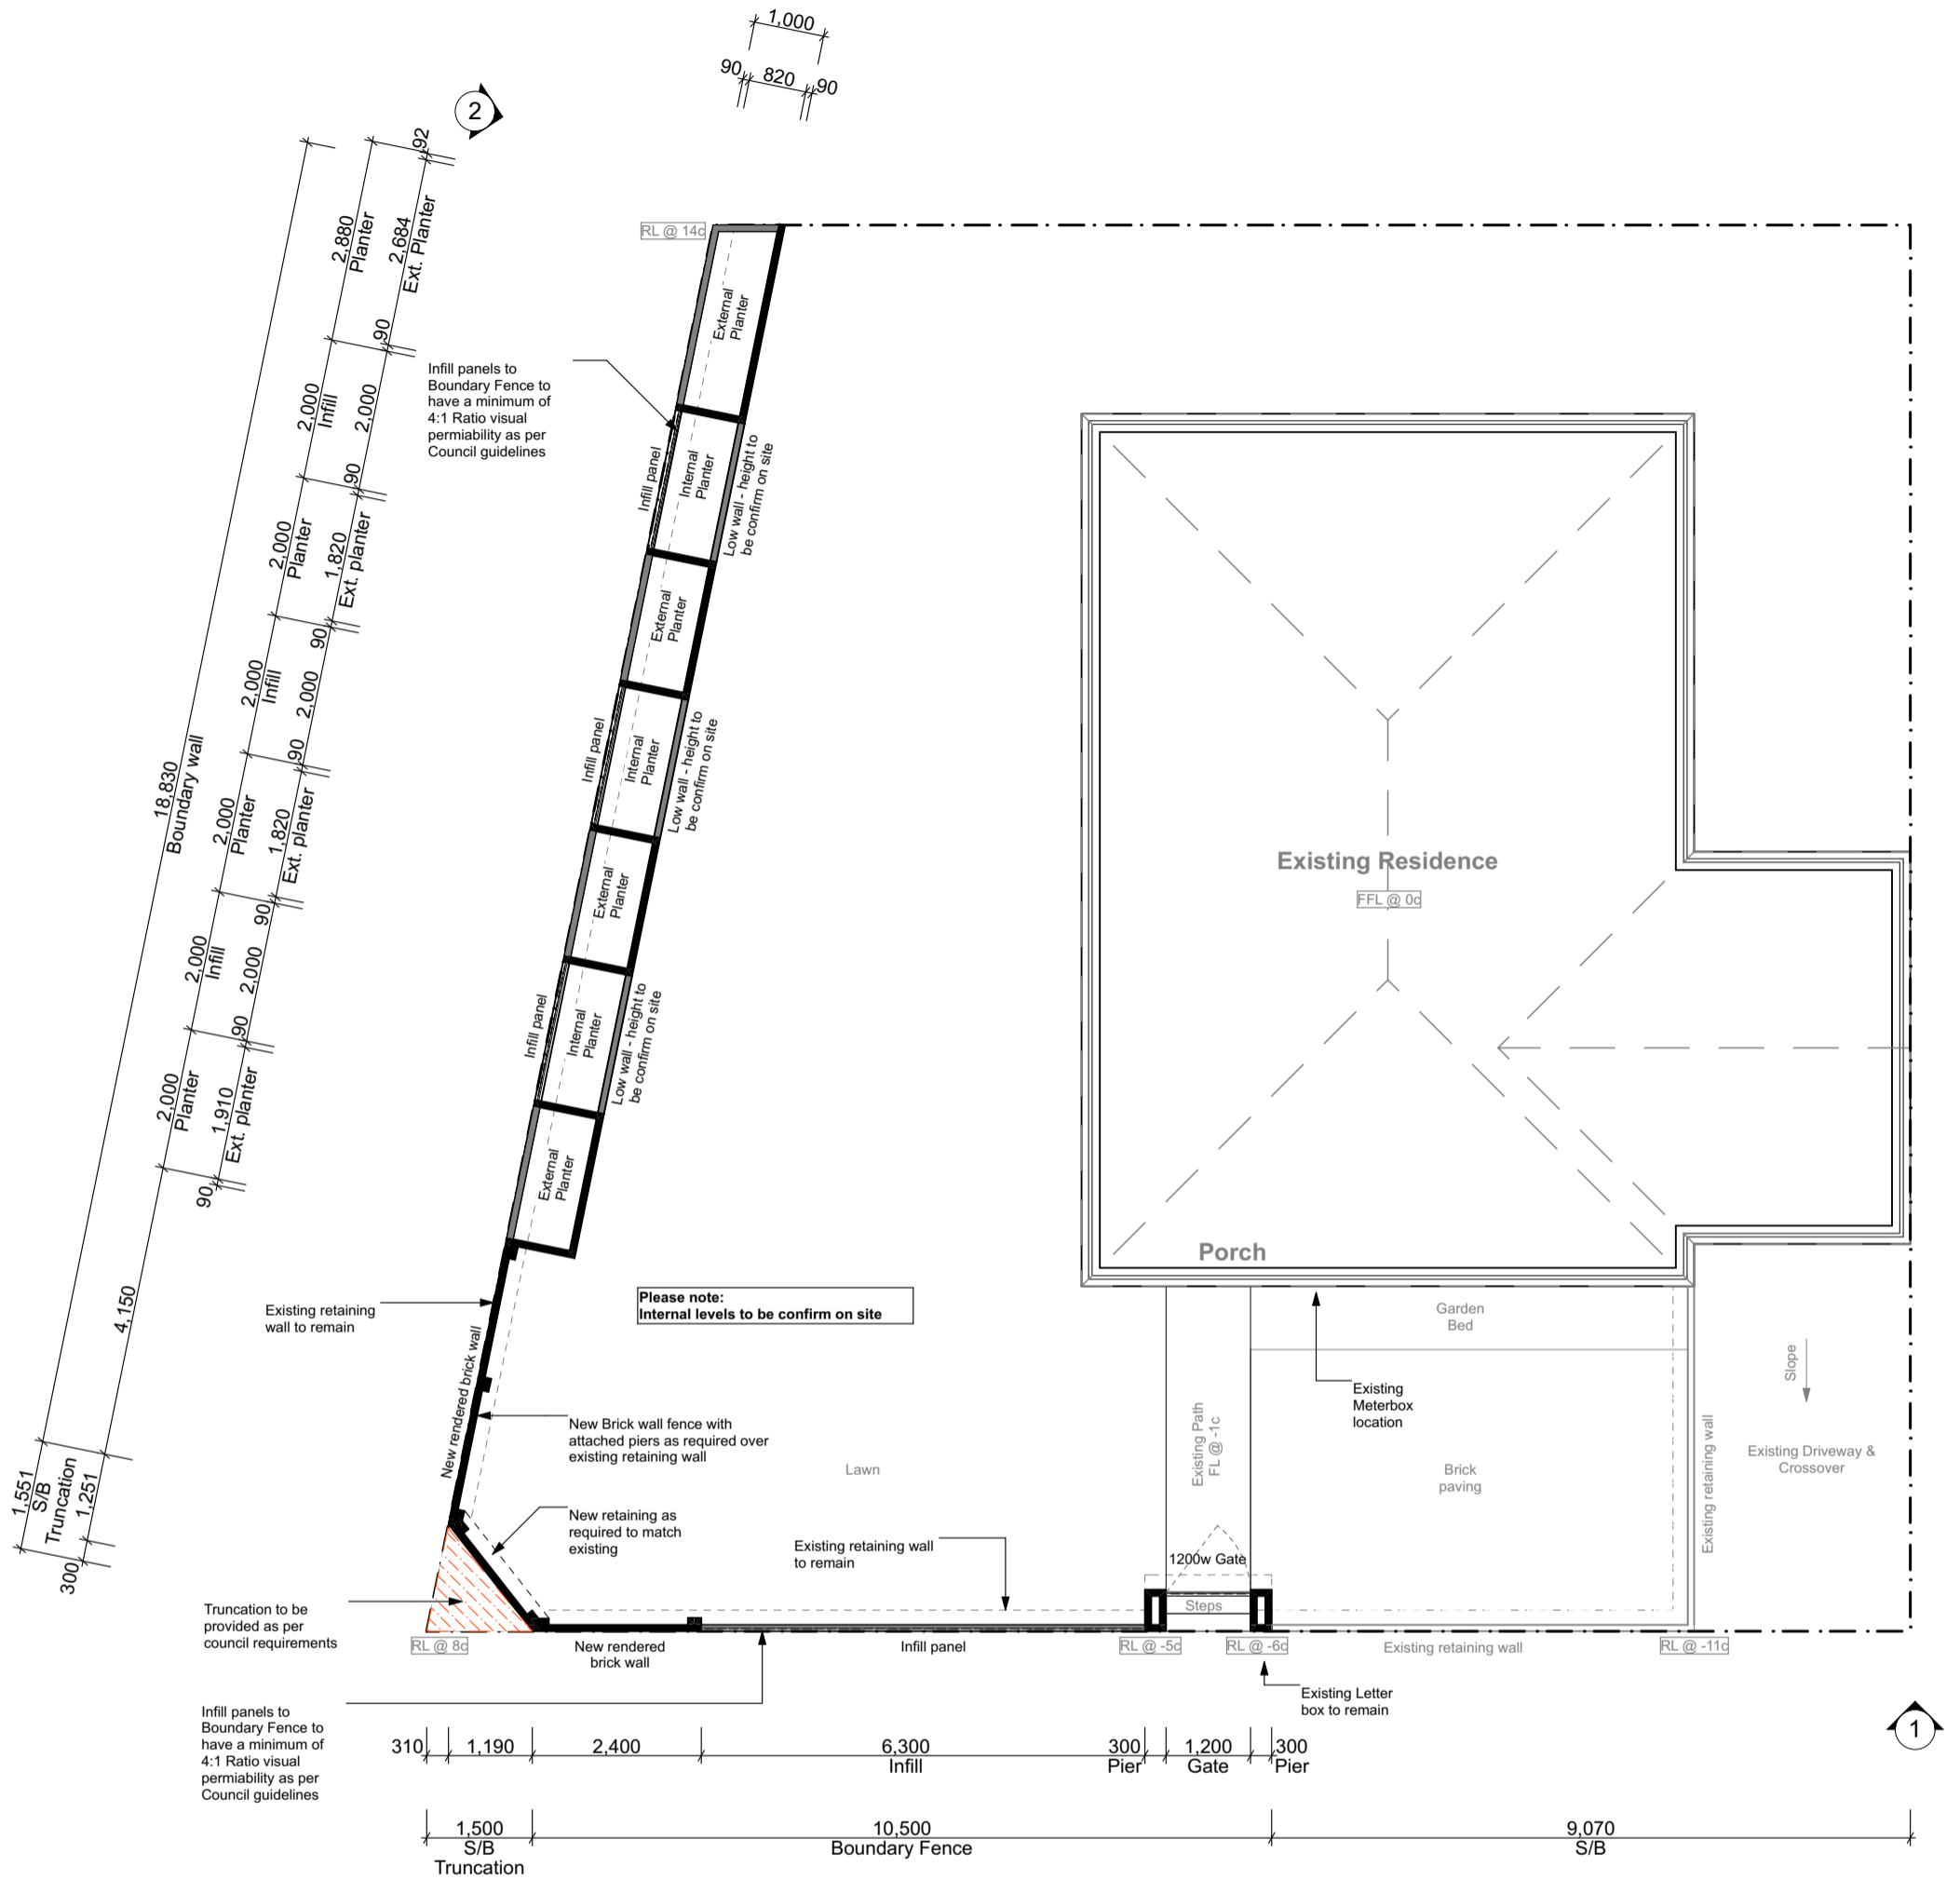 1,000
90
820
90
2
92
2,880
Planter
2,684
Ext. Planter
90
2,000
Infill
2,000
90
2,000
Planter
1,820
Ext. planter
90
2,000
Infill
2,000
90
2,000
Planter
1,820
Ext. planter
90
2,000
Infill
2,000
90
2,000
Planter
1,910
Ext. planter
90
18,830
Boundary wall
4,150
1,551
S/B
Truncation
1,251
300
RL @ 14c
External
Planter
Infill panels to
Boundary Fence to
have a minimum of
4:1 Ratio visual
permiability as per
Council guidelines
Infill panel
Internal
Planter
Low wall - height to
be confirm on site
External
Planter
Infill panel
Internal
Planter
Low wall - height to
be confirm on site
External
Planter
Infill panel
Internal
Planter
Low wall - height to
be confirm on site
External
Planter
Existing Residence
FFL @ 0c
Porch
Existing retaining
wall to remain
Please note:
Internal levels to be confirm on site
Garden
Bed
New rendered brick wall
New Brick wall fence with
attached piers as required over
existing retaining wall
Lawn
Existing Path
FL @ -1c
Existing
Meterbox
location
Brick
paving
Existing retaining wall
Slope
Existing Driveway &
Crossover
New retaining as
required to match
existing
Existing retaining wall
to remain
1200w Gate
Steps
Truncation to be
provided as per
council requirements
RL @ 8c
New rendered
brick wall
Infill panel
RL @ -5c
RL @ -6c
Existing retaining wall
RL @ -11c
Infill panels to
Boundary Fence to
have a minimum of
4:1 Ratio visual
permiability as per
Council guidelines
Existing Letter
box to remain
1
310
1,190
2,400
6,300
Infill
300
Pier
1,200
Gate
300
Pier
1,500
S/B
Truncation
10,500
Boundary Fence
9,070
S/B